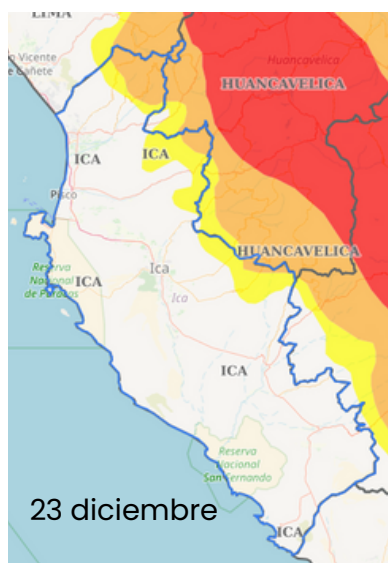 LIMA
Vicente
de Cañete
Huancavelica
HUANCAVELICA
ICA
ICA
Pisco
HUANCAVELICA
Ica
Reserva
Nacional
de Paracas
ICA
Ica
ICA
Reserva
Nacional
San Fernando
23 diciembre
ICA